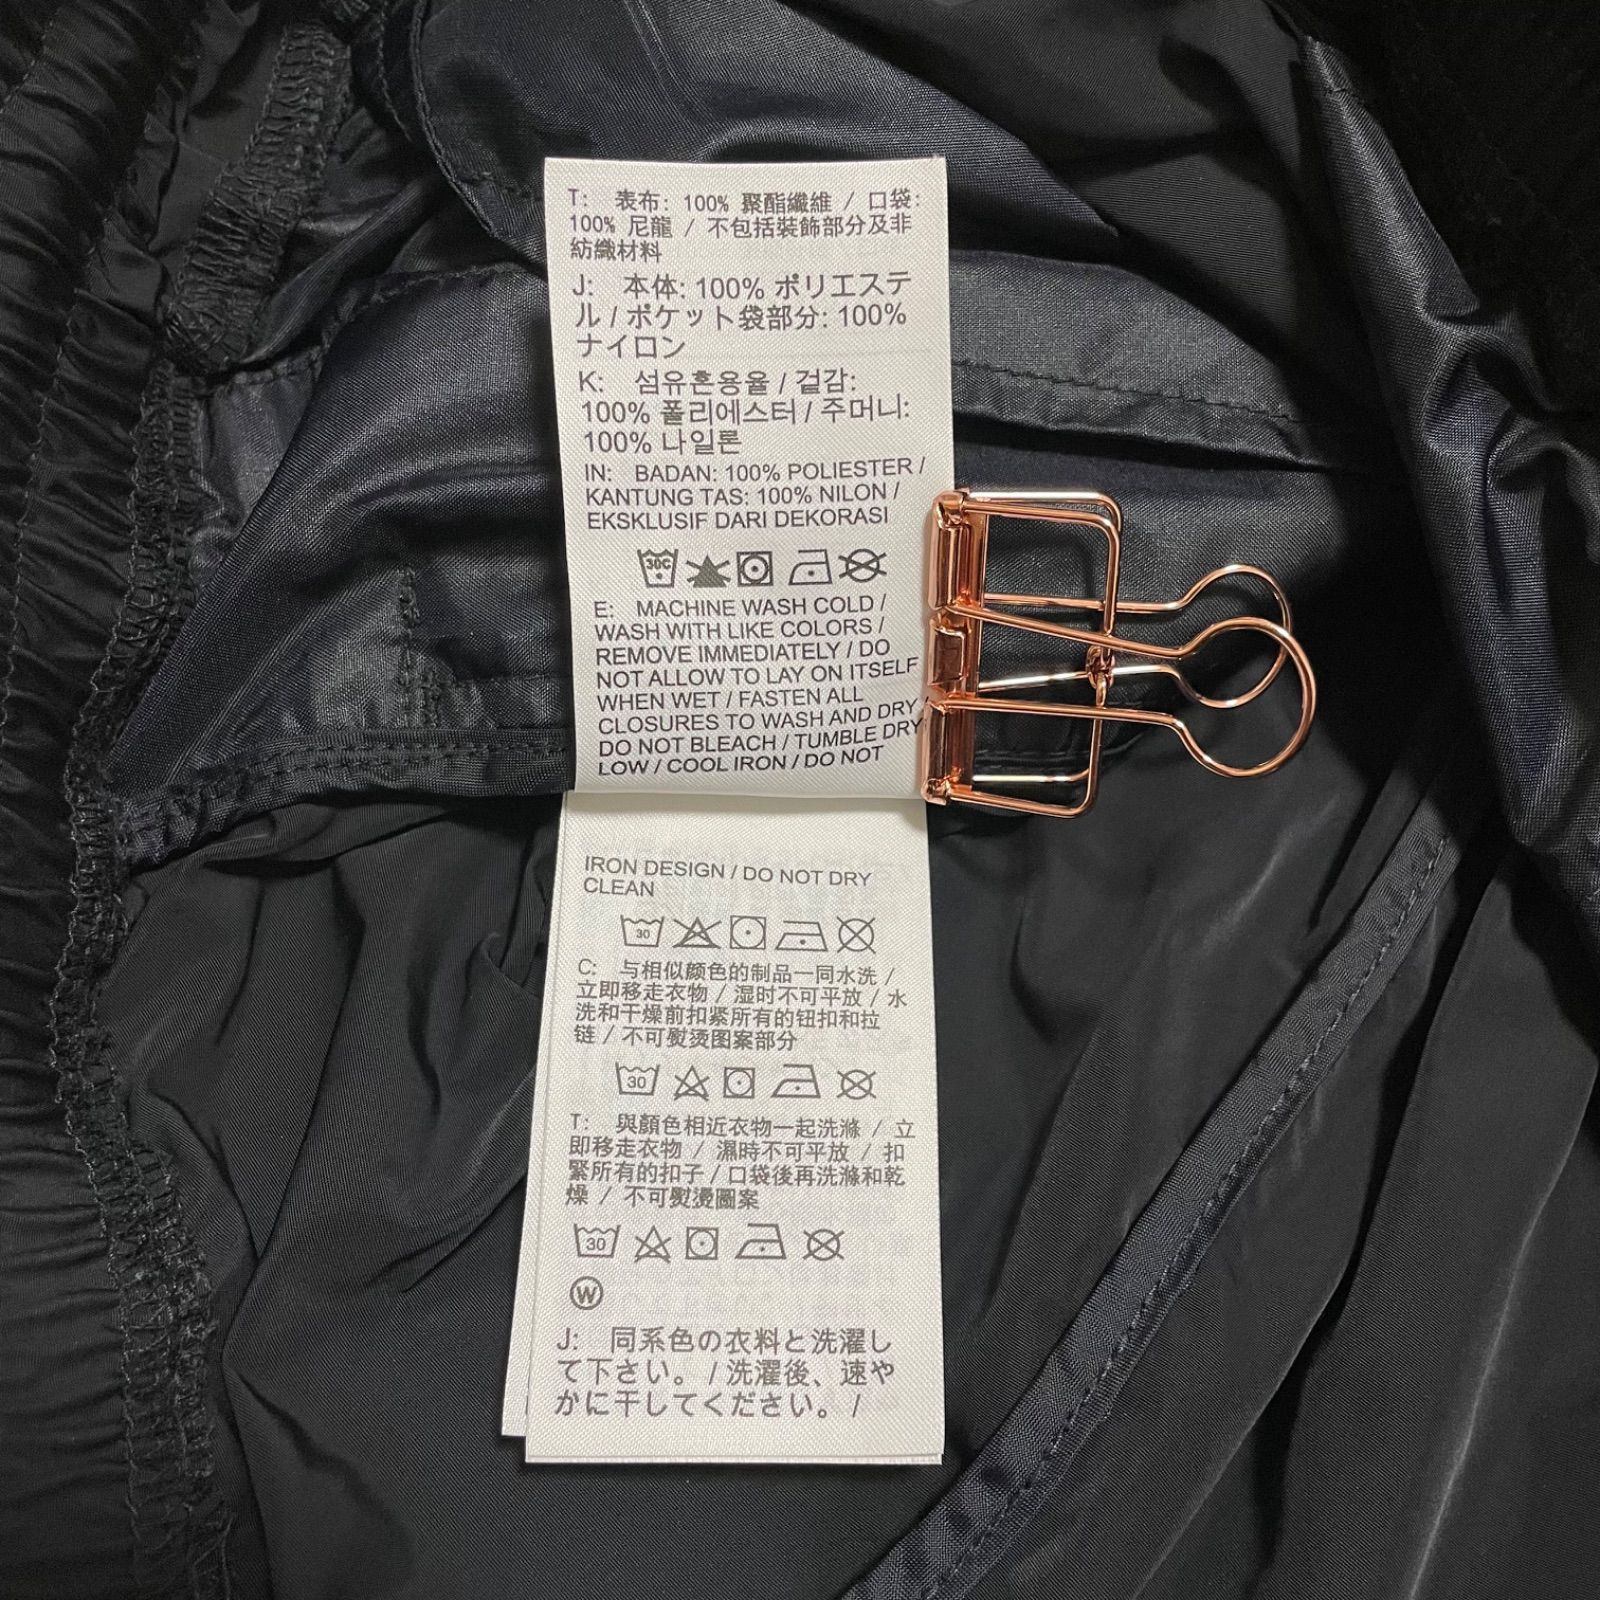 T: 表布: 100% 聚酯纖維 / 口袋:
100% 尼龍 / 不包括裝飾部分及非
紡織材料
J: 本体: 100% ポリエステ
ル / ポケット袋部分: 100%
ナイロン
K: 섬유혼용율 / 겉감:
100% 폴리에스터 / 주머니:
100% 나일론
IN: BADAN: 100% POLIESTER /
KANTUNG TAS: 100% NILON /
EKSKLUSIF DARI DEKORASI
30C
E: MACHINE WASH COLD /
WASH WITH LIKE COLORS /
REMOVE IMMEDIATELY / DO
NOT ALLOW TO LAY ON ITSELF
WHEN WET / FASTEN ALL
CLOSURES TO WASH AND DRY
DO NOT BLEACH / TUMBLE DRY
LOW / COOL IRON / DO NOT
IRON DESIGN / DO NOT DRY
CLEAN
30
C: 与相似颜色的制品一同水洗 /
立即移走衣物 / 湿时不可平放 / 水
洗和干燥前扣紧所有的钮扣和拉
链 / 不可熨烫图案部分
30
T: 與顏色相近衣物一起洗滌 / 立
即移走衣物 / 濕時不可平放 / 扣
緊所有的扣子 / 口袋後再洗滌和乾
燥 / 不可熨燙圖案
30
W
J: 同系色の衣料と洗濯し
て下さい。 / 洗濯後、速や
かに干してください。 /